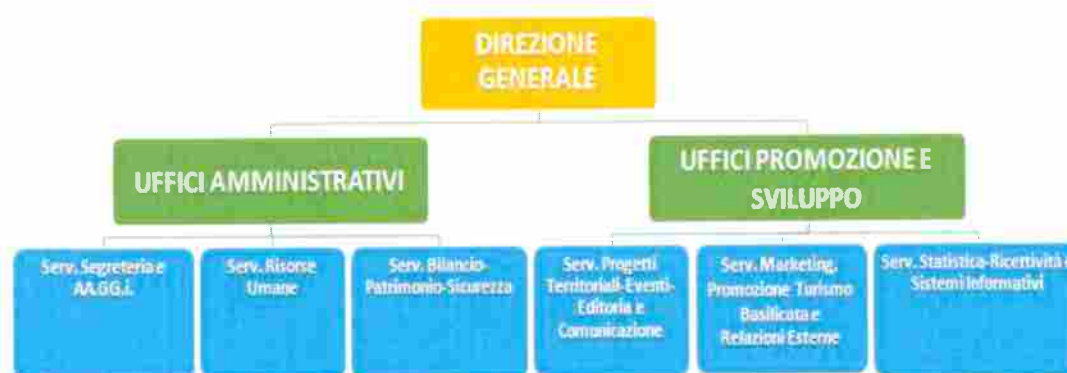 DIREZIONE
GENERALE
UFFICI AMMINISTRATIVI
UFFICI PROMOZIONE E
SVILUPPO
Serv. Segreteria e
AA.GG.i.
Serv. Risorse
Umane
Serv. Bilancio-
Patrimonio-Sicurezza
Serv. Progetti
Territoriali-Eventi-
Editoria e
Comunicazione
Serv. Marketing,
Promozione Turismo
Basilicata e
Relazioni Esterne
Serv. Statistica-Ricettività e
Sistemi Informativi